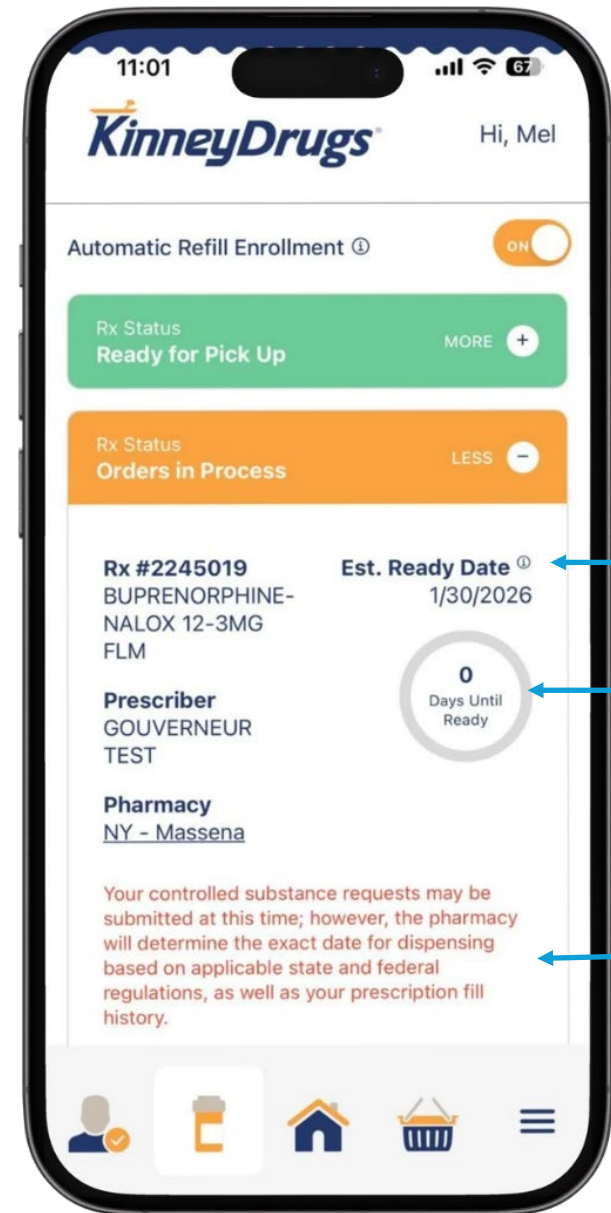 11:01
67
KinneyDrugs
Hi, Mel
Automatic Refill Enrollment
ON
Rx Status
Ready for Pick Up
MORE +
Rx Status
Orders in Process
LESS −
Rx #2245019
BUPRENORPHINE-
NALOX 12-3MG
FLM
Est. Ready Date
1/30/2026
0
Days Until
Ready
Prescriber
GOUVERNEUR
TEST
Pharmacy
NY - Massena
Your controlled substance requests may be
submitted at this time; however, the pharmacy
will determine the exact date for dispensing
based on applicable state and federal
regulations, as well as your prescription fill
history.